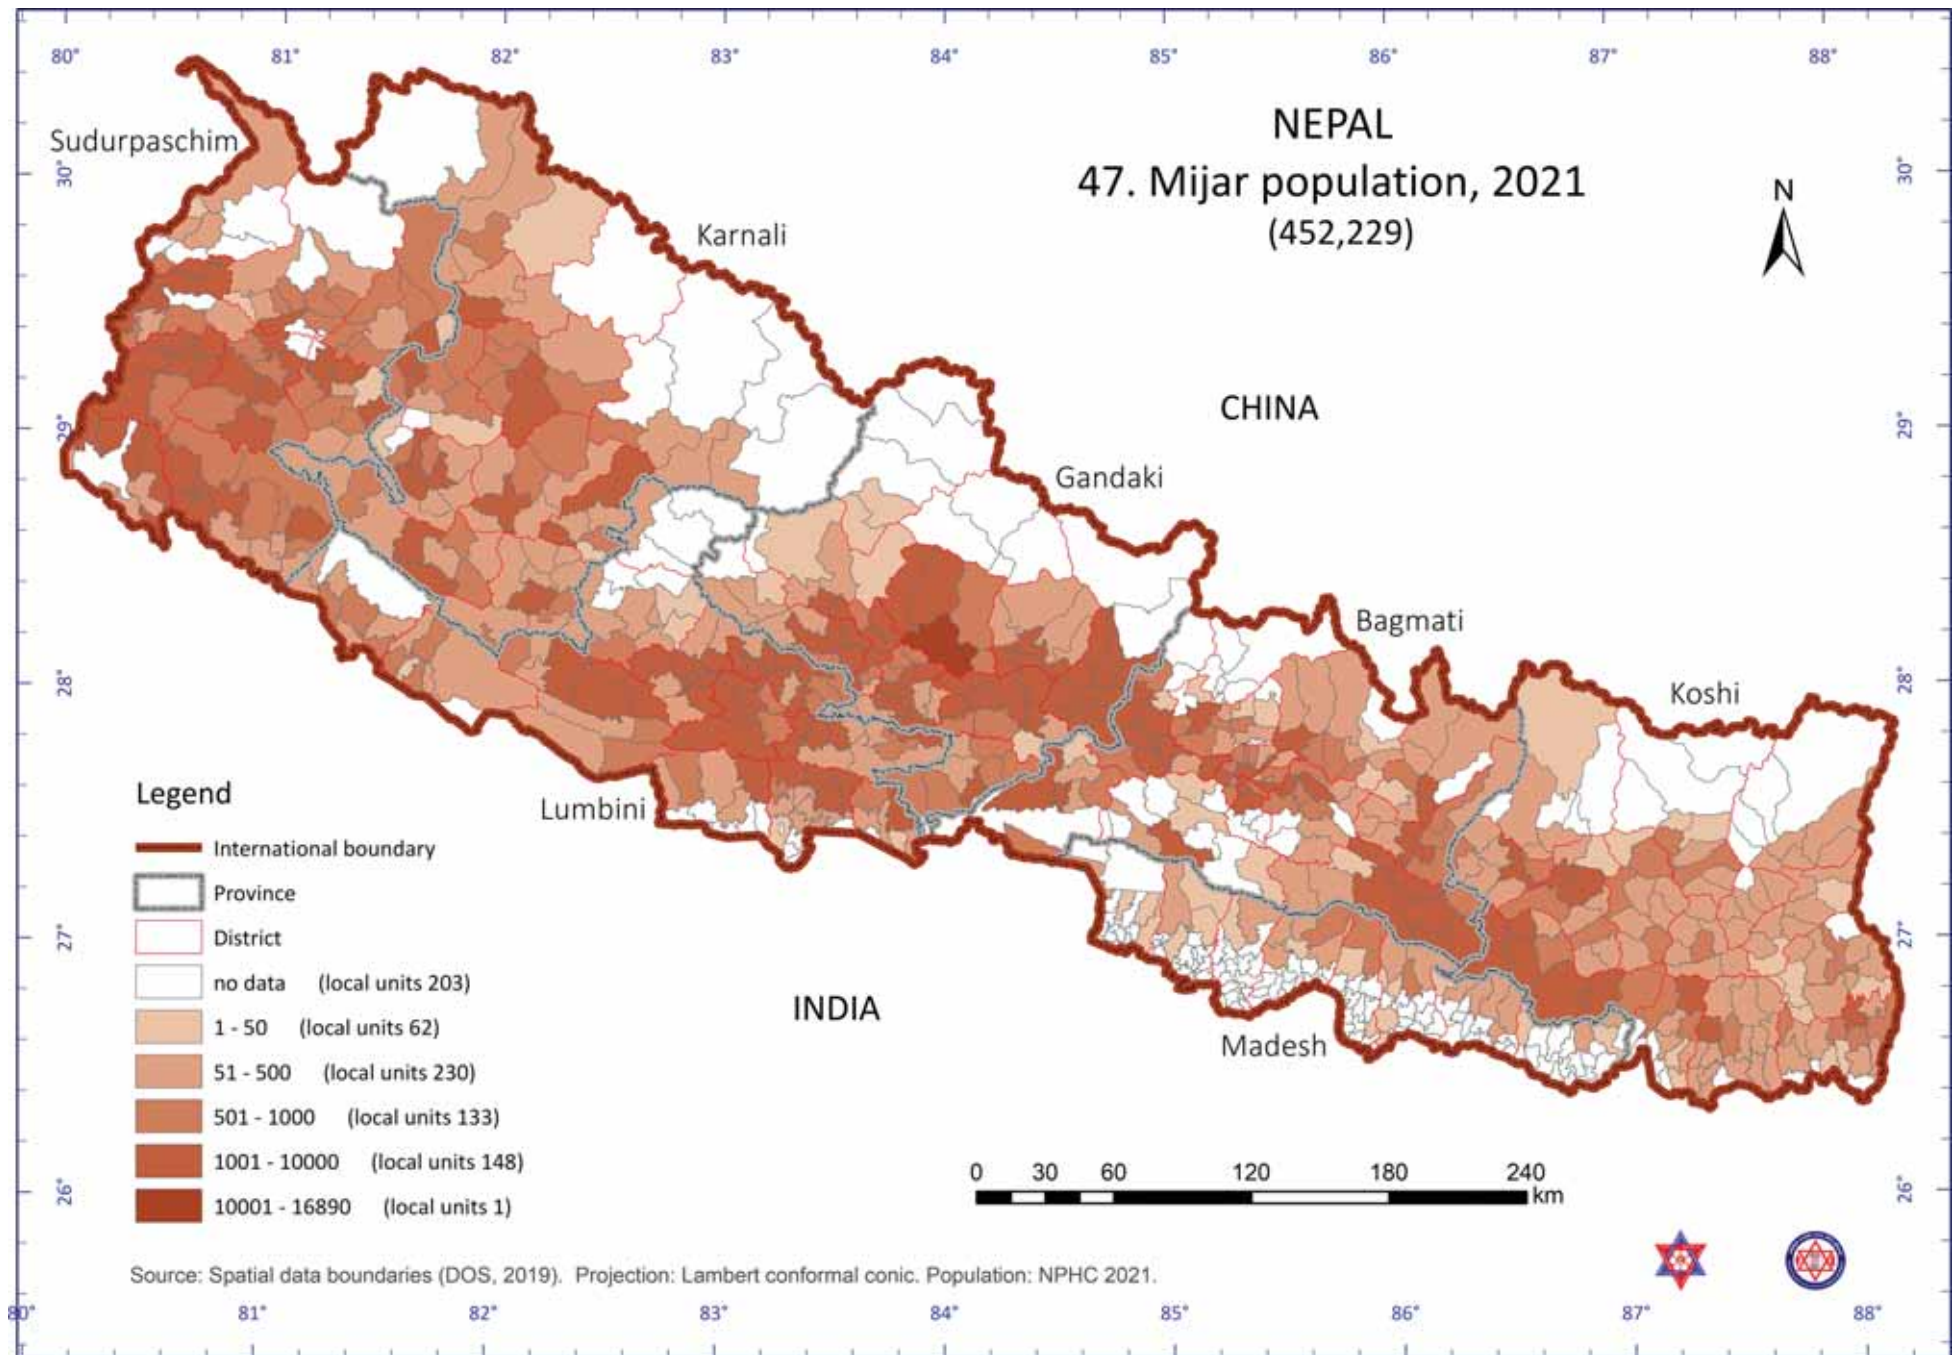 80° 81° 82° 83° 84° 85° 86° 87° 88°
NEPAL
47. Mijar population, 2021
(452,229)
N
Sudurpaschim
30°
30°
Karnali
CHINA
29°
29°
Gandaki
Bagmati
28°
28°
Koshi
Lumbini
27°
27°
INDIA
Madesh
26°
26°
Legend
International boundary
Province
District
no data (local units 203)
1 - 50 (local units 62)
51 - 500 (local units 230)
501 - 1000 (local units 133)
1001 - 10000 (local units 148)
10001 - 16890 (local units 1)
0 30 60 120 180 240
km
Source: Spatial data boundaries (DOS, 2019). Projection: Lambert conformal conic. Population: NPHC 2021.
80° 81° 82° 83° 84° 85° 86° 87° 88°